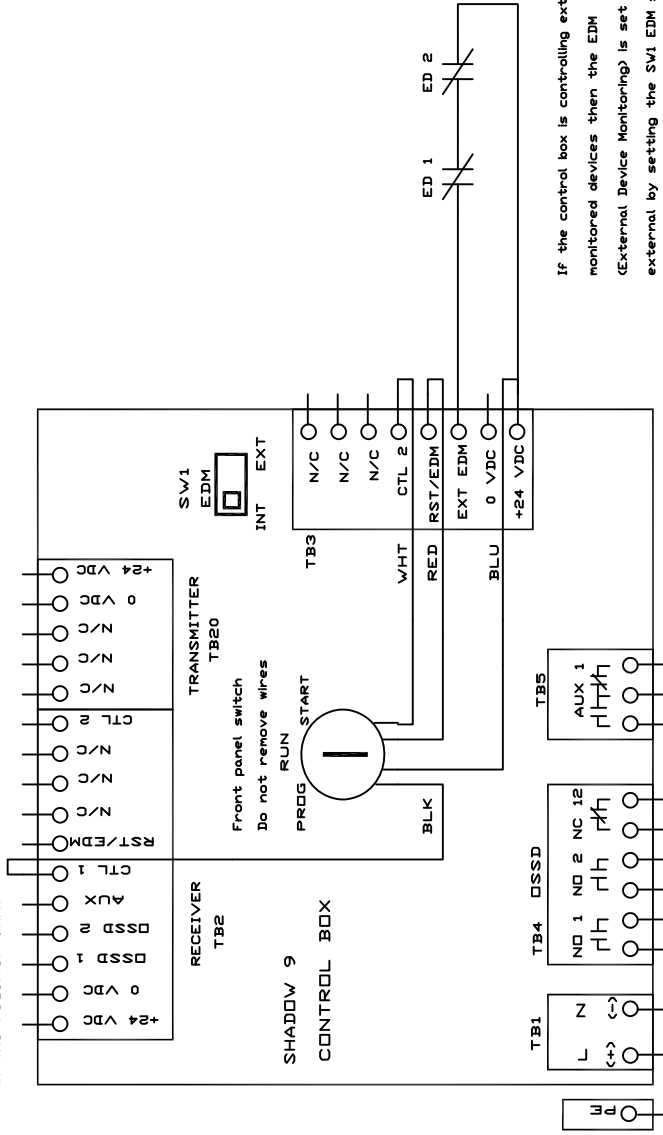 If the control box is controlling
monitored devices then the EDM
(External Device Monitoring) is set
external by setting the SW1 EDM
ED 1
ED 2
SW1
EDM
INT
EXT
TB3
N/C
N/C
N/C
CTL 2
RST/EDM
EXT EDM
0 VDC
+24 VDC
WHT
RED
BLU
BLK
Front panel switch
Do not remove wires
PROG
RUN
START
TRANSMITTER
TB20
+24 VDC
0 VDC
N/C
N/C
N/C
CTL 2
N/C
N/C
N/C
RST/EDM
CTL 1
AUX
OSSD 2
OSSD 1
0 VDC
+24 VDC
RECEIVER
TB2
SHADOW 9
CONTROL BOX
TB1
L
N
(+)
(-)
PE
TB4
OSSD
NO 1
NO 2
NC 12
TB5
AUX 1